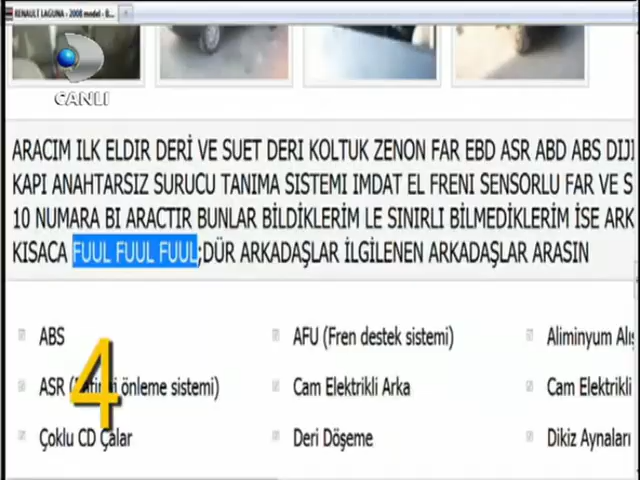 RENAULT LAGUNA - 2008 model - B...
D
CANLI
ARACIM ILK ELDIR DERİ VE SUET DERI KOLTUK ZENON FAR EBD ASR ABD ABS DIJI
KAPI ANAHTARSIZ SURUCU TANIMA SISTEMI IMDAT EL FRENI SENSORLU FAR VE S
10 NUMARA BI ARACTIR BUNLAR BİLDİKLERİM LE SINIRLI BİLMEDİKLERİM İSE ARK
KISACA FUUL FUUL FUUL;DÜR ARKADAŞLAR İLGİLENEN ARKADAŞLAR ARASIN
ABS AFU (Fren destek sistemi) Aliminyum Alış
4
ASR ( önleme sistemi) Cam Elektrikli Arka Cam Elektrikli
Çoklu CD Çalar Deri Döşeme Dikiz Aynaları